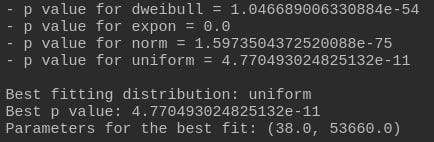 - p value for dweibull = 1.046689006330884e-54
- p value for expon = 0.0
- p value for norm = 1.5973504372520088e-75
- p value for uniform = 4.770493024825132e-11
Best fitting distribution: uniform
Best p value: 4.770493024825132e-11
Parameters for the best fit: (38.0, 53660.0)